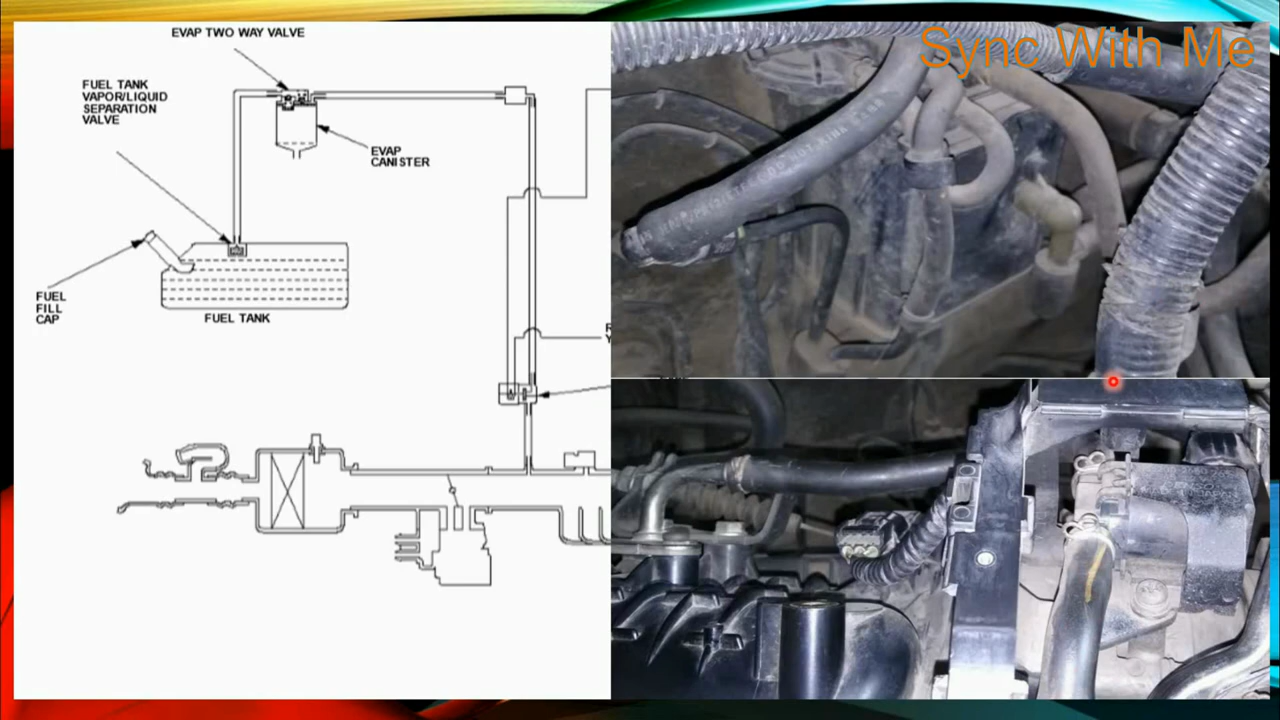 EVAP TWO WAY VALVE
FUEL TANK
VAPOR/LIQUID
SEPARATION
VALVE
EVAP
CANISTER
FUEL
FILL
CAP
FUEL TANK
Sync With Me